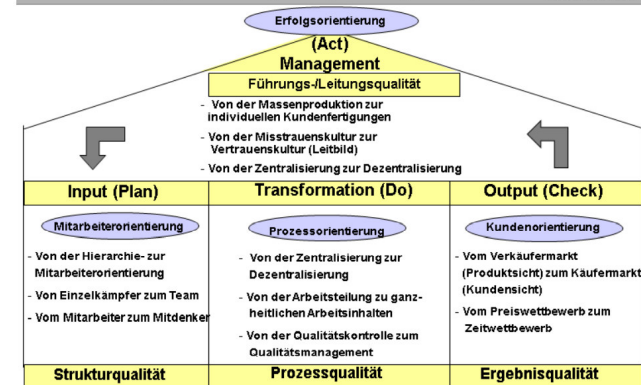 Erfolgsorientierung
(Act)
Management
Führungs-/Leitungsqualität
- Von der Massenproduktion zur
individuellen Kundenfertigungen
- Von der Misstrauenskultur zur
Vertrauenskultur (Leitbild)
- Von der Zentralisierung zur Dezentralisierung
Input (Plan)
Transformation (Do)
Output (Check)
Mitarbeiterorientierung
- Von der Hierarchie- zur
Mitarbeiterorientierung
- Von Einzelkämpfer zum Team
- Vom Mitarbeiter zum Mitdenker
Prozessorientierung
- Von der Zentralisierung zur
Dezentralisierung
- Von der Arbeitsteilung zu ganz-
heitlichen Arbeitsinhalten
- Von der Qualitätskontrolle zum
Qualitätsmanagement
Kundenorientierung
- Vom Verkäufermarkt
(Produktsicht) zum Käufermarkt
(Kundensicht)
- Vom Preiswettbewerb zum
Zeitwettbewerb
Strukturqualität
Prozessqualität
Ergebnisqualität